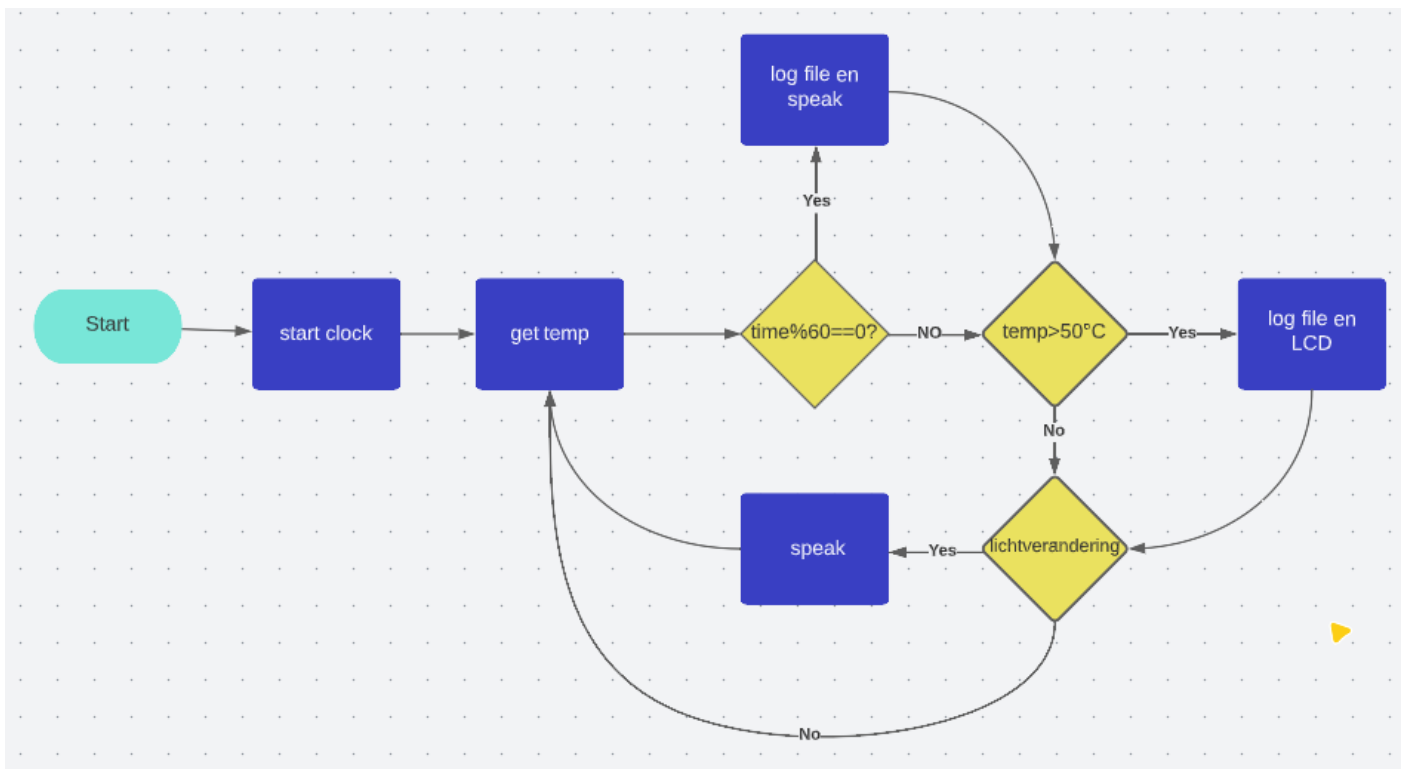 log file en
speak
Yes
Start
start clock
get temp
time%60==0?
NO
temp>50°C
Yes
log file en
LCD
No
speak
Yes
lichtverandering
No